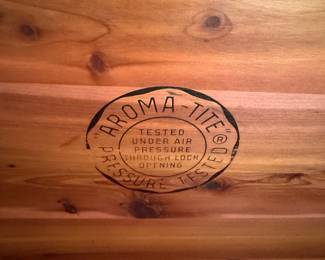 "AROMA-TITE"®
TESTED
UNDER AIR
PRESSURE
THROUGH LOCK
OPENING
PRESSURE TESTED